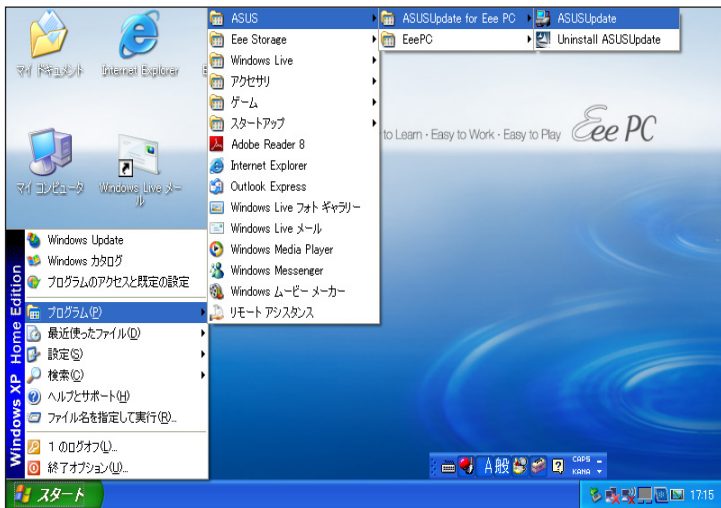 マイ ドキュメント
Internet Explorer
E
マイ コンピュータ
Windows Live メール
to Learn · Easy to Work · Easy to Play
Eee PC
ASUS
Eee Storage
Windows Live
アクセサリ
ゲーム
スタートアップ
Adobe Reader 8
Internet Explorer
Outlook Express
Windows Live フォト ギャラリー
Windows Live メール
Windows Media Player
Windows Messenger
Windows ムービー メーカー
リモート アシスタンス
ASUSUpdate for Eee PC
EeePC
ASUSUpdate
Uninstall ASUSUpdate
Windows XP Home Edition
Windows Update
Windows カタログ
プログラムのアクセスと既定の設定
プログラム(P)
最近使ったファイル(D)
設定(S)
検索(C)
ヘルプとサポート(H)
ファイル名を指定して実行(R)...
1 のログオフ(L)...
終了オプション(U)...
A 般
CAPS
KANA
スタート
17:15